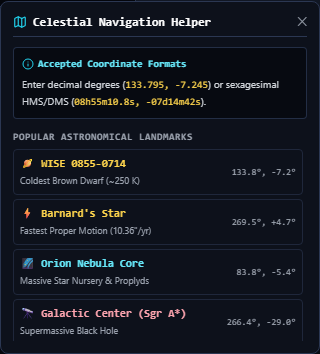 Celestial Navigation Helper
Accepted Coordinate Formats
Enter decimal degrees (133.795, -7.245) or sexagesimal
HMS/DMS (08h55m10.8s, -07d14m42s).
POPULAR ASTRONOMICAL LANDMARKS
WISE 0855-0714
Coldest Brown Dwarf (~250 K)
133.8°, -7.2°
Barnard's Star
Fastest Proper Motion (10.36"/yr)
269.5°, +4.7°
Orion Nebula Core
Massive Star Nursery & Proplyds
83.8°, -5.4°
Galactic Center (Sgr A*)
Supermassive Black Hole
266.4°, -29.0°